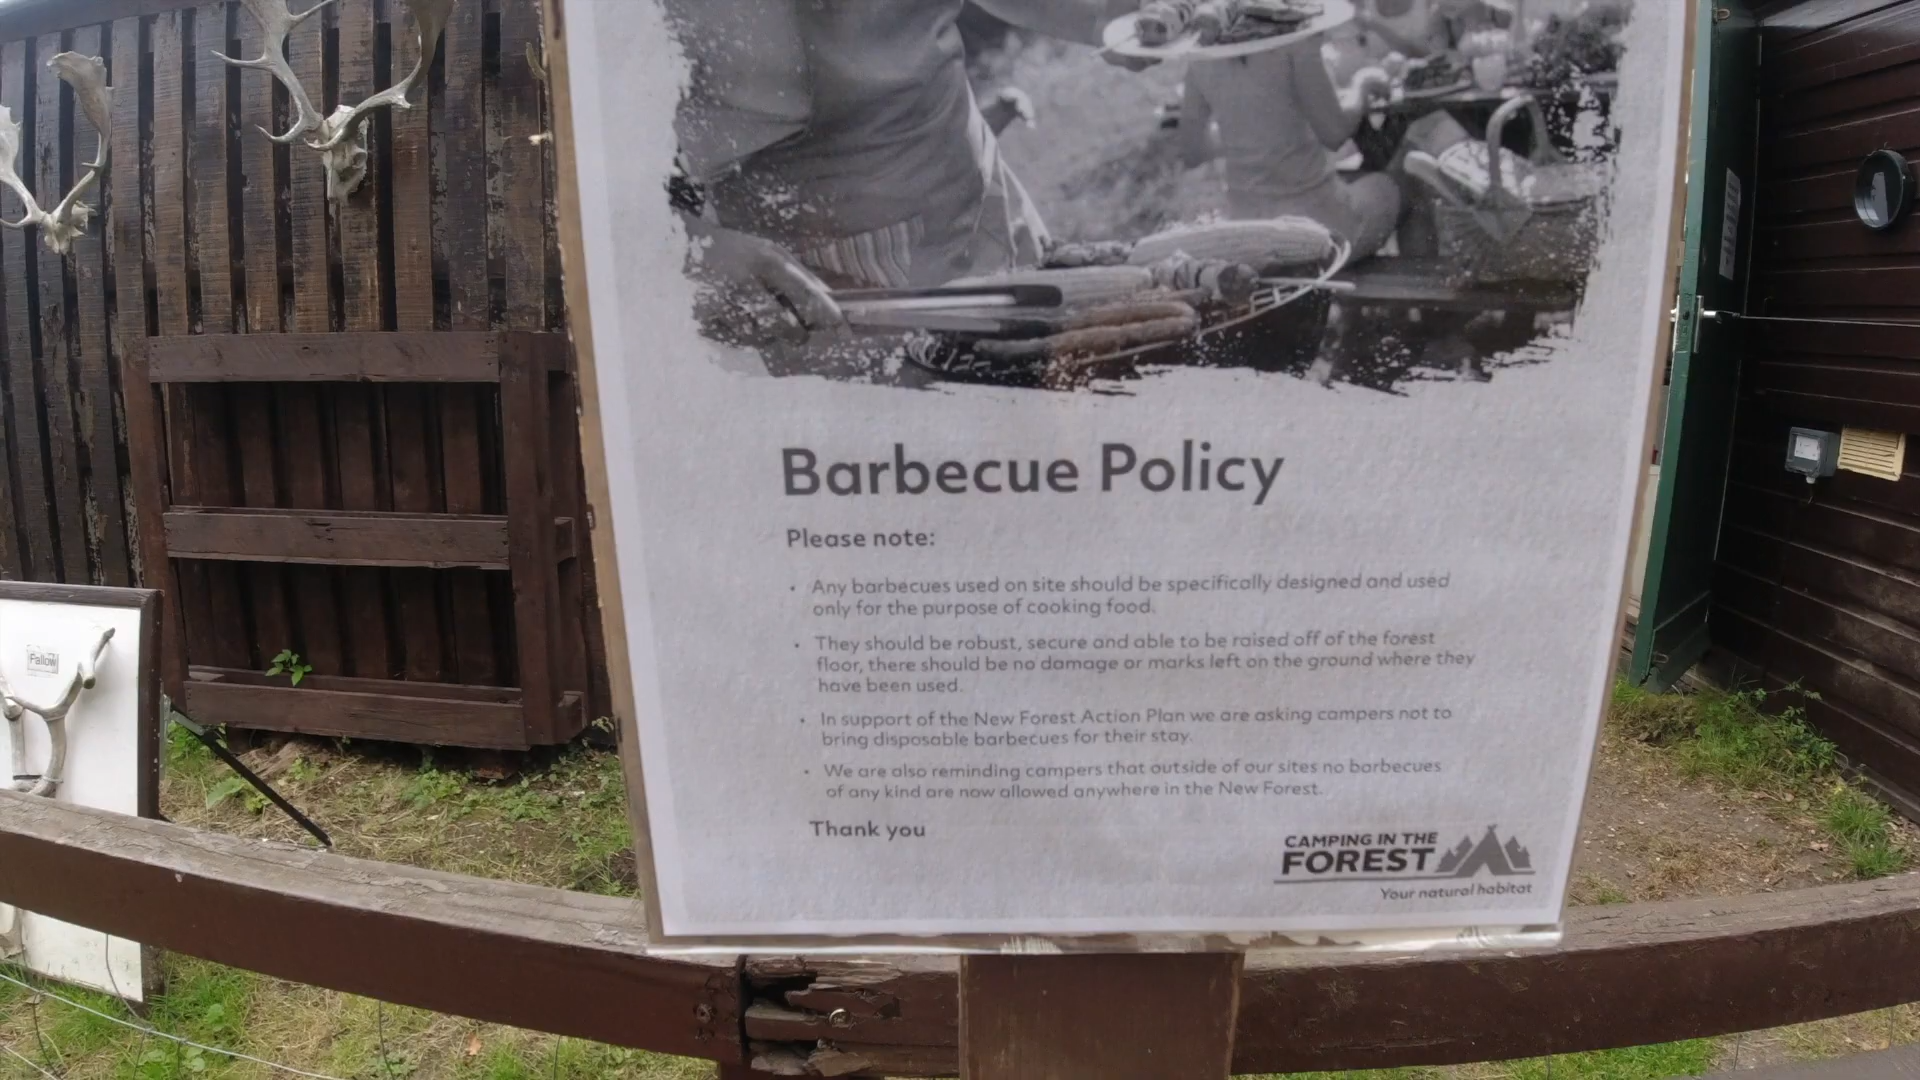 Barbecue Policy
Please note:
• Any barbecues used on site should be specifically designed and used
only for the purpose of cooking food.
• They should be robust, secure and able to be raised off of the forest
floor, there should be no damage or marks left on the ground where they
have been used.
• In support of the New Forest Action Plan we are asking campers not to
bring disposable barbecues for their stay.
• We are also reminding campers that outside of our sites no barbecues
of any kind are now allowed anywhere in the New Forest.
Thank you
CAMPING IN THE
FOREST
Your natural habitat
Fallow